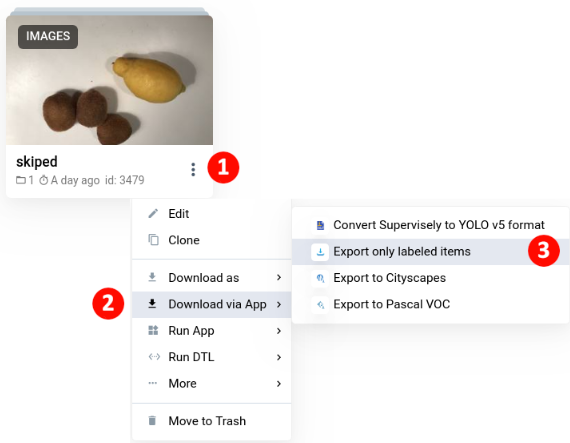 IMAGES
skiped
1 A day ago id: 3479
1
Edit
Clone
Download as
2 Download via App
Run App
Run DTL
More
Move to Trash
Convert Supervisely to YOLO v5 format
Export only labeled items 3
Export to Cityscapes
Export to Pascal VOC